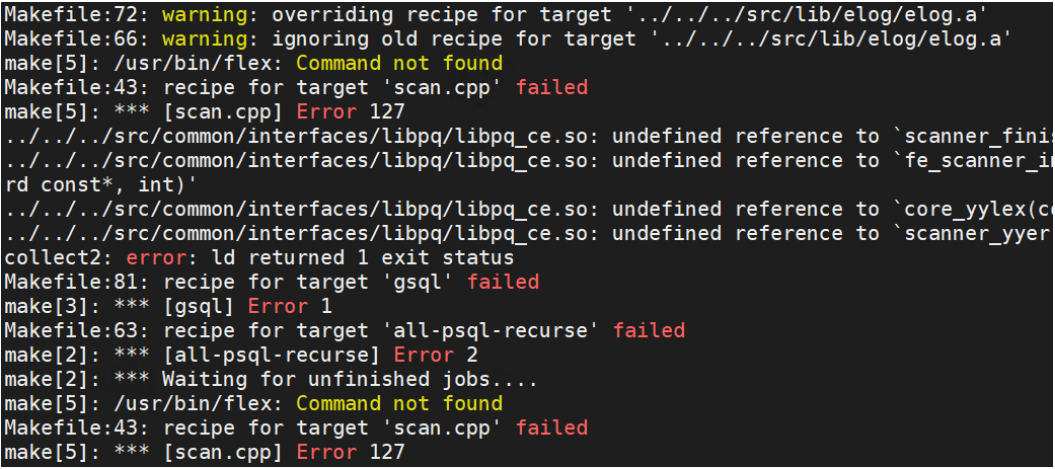 Makefile:72: warning: overriding recipe for target '../../../src/lib/elog/elog.a'
Makefile:66: warning: ignoring old recipe for target '../../../src/lib/elog/elog.a'
make[5]: /usr/bin/flex: Command not found
Makefile:43: recipe for target 'scan.cpp' failed
make[5]: *** [scan.cpp] Error 127
../../../src/common/interfaces/libpq/libpq_ce.so: undefined reference to `scanner_finis
../../../src/common/interfaces/libpq/libpq_ce.so: undefined reference to `fe_scanner_i
rd const*, int)'
../../../src/common/interfaces/libpq/libpq_ce.so: undefined reference to `core_yylex(c
../../../src/common/interfaces/libpq/libpq_ce.so: undefined reference to `scanner_yyer
collect2: error: ld returned 1 exit status
Makefile:81: recipe for target 'gsql' failed
make[3]: *** [gsql] Error 1
Makefile:63: recipe for target 'all-psql-recurse' failed
make[2]: *** [all-psql-recurse] Error 2
make[2]: *** Waiting for unfinished jobs....
make[5]: /usr/bin/flex: Command not found
Makefile:43: recipe for target 'scan.cpp' failed
make[5]: *** [scan.cpp] Error 127